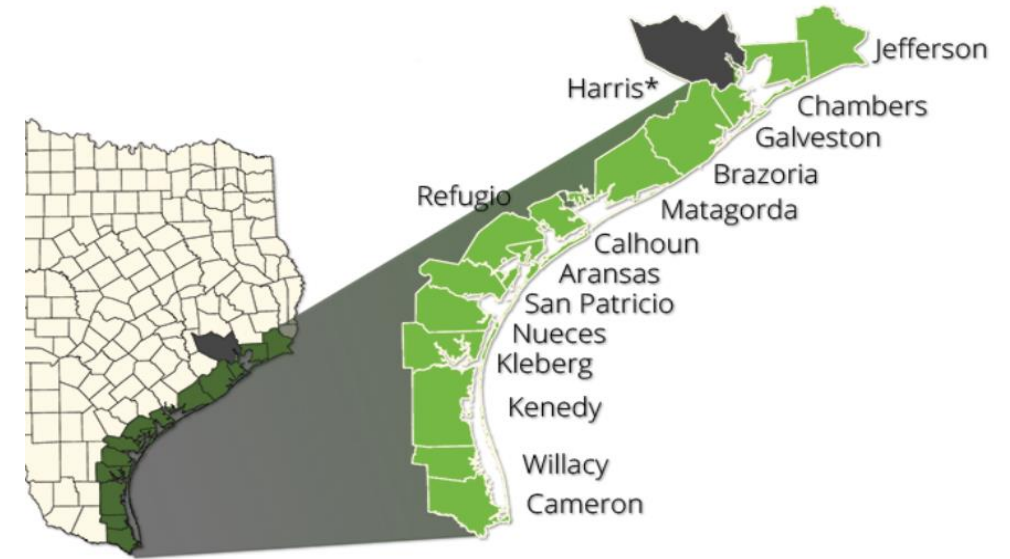 Jefferson
Harris*
Chambers
Galveston
Brazoria
Refugio
Matagorda
Calhoun
Aransas
San Patricio
Nueces
Kleberg
Kenedy
Willacy
Cameron